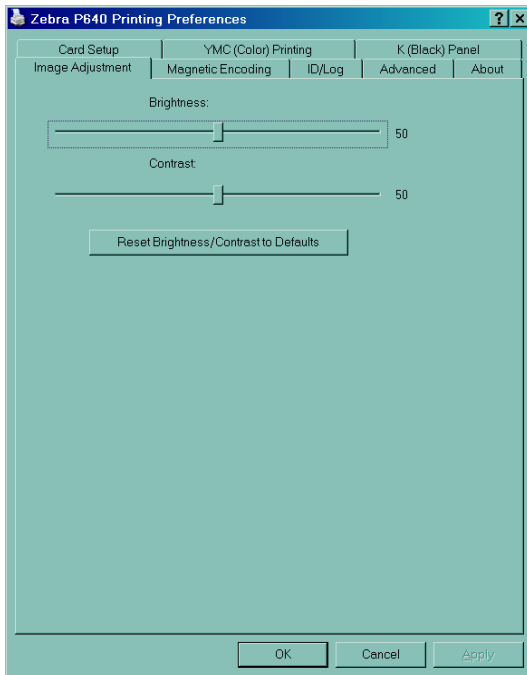 Zebra P640 Printing Preferences
Card Setup YMC (Color) Printing K (Black) Panel
Image Adjustment Magnetic Encoding ID/Log Advanced About
Brightness:
50
Contrast:
50
Reset Brightness/Contrast to Defaults
OK Cancel Apply